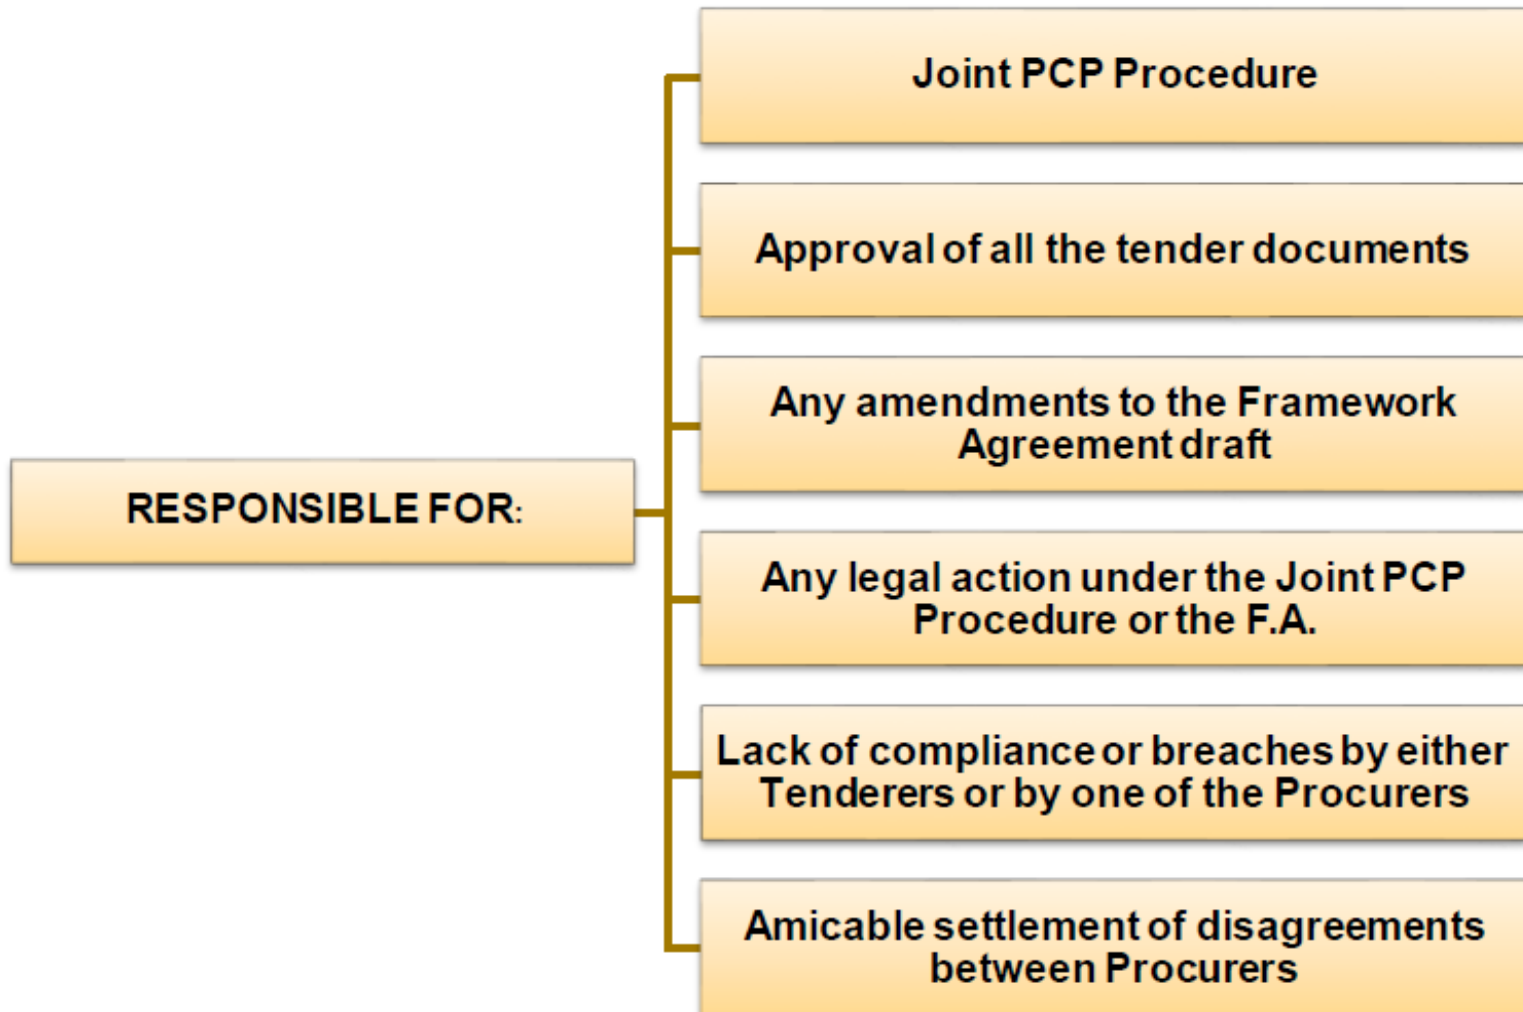 Joint PCP Procedure
Approval of all the tender documents
Any amendments to the Framework
Agreement draft
RESPONSIBLE FOR:
Any legal action under the Joint PCP
Procedure or the F.A.
Lack of compliance or breaches by either
Tenderers or by one of the Procurers
Amicable settlement of disagreements
between Procurers